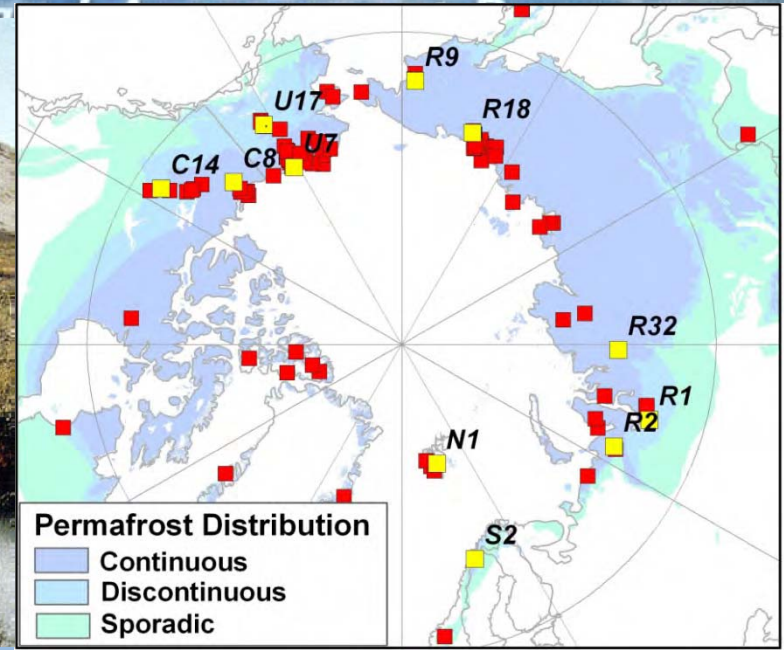 R9
U17
R18
C14
C8
U7
R32
R1
R2
N1
S2
Permafrost Distribution
Continuous
Discontinuous
Sporadic